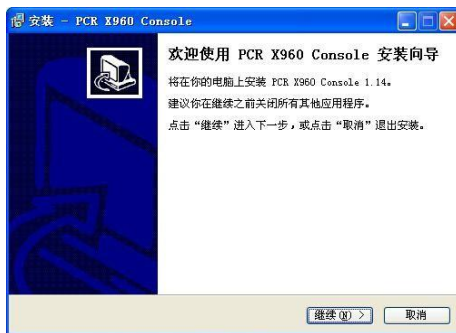 安装 - PCR X960 Console
欢迎使用 PCR X960 Console 安装向导
将在你的电脑上安装 PCR X960 Console 1.14。
建议你在继续之前关闭所有其他应用程序。
点击“继续”进入下一步，或点击“取消”退出安装。
继续(N) >
取消